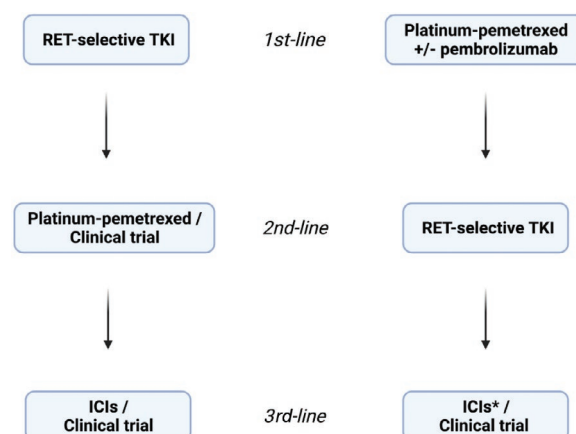 RET-selective TKI
1st-line
Platinum-pemetrexed
+/- pembrolizumab
Platinum-pemetrexed /
Clinical trial
2nd-line
RET-selective TKI
ICIs /
Clinical trial
3rd-line
ICIs* /
Clinical trial